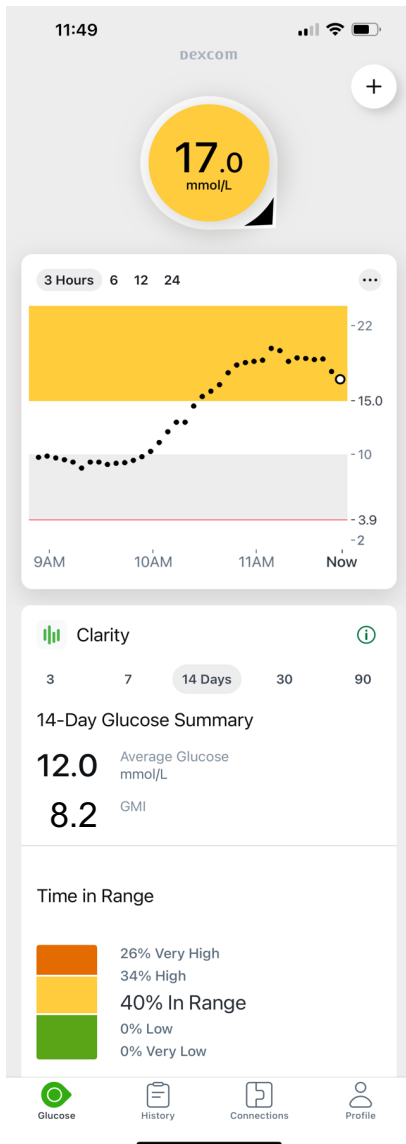 11:49
Dexcom
+
17.0
mmol/L
3 Hours 6 12 24
22
15.0
10
3.9
2
9AM 10AM 11AM Now
Clarity
3 7 14 Days 30 90
14-Day Glucose Summary
12.0 Average Glucose
mmol/L
8.2 GMI
Time in Range
26% Very High
34% High
40% In Range
0% Low
0% Very Low
Glucose History Connections Profile